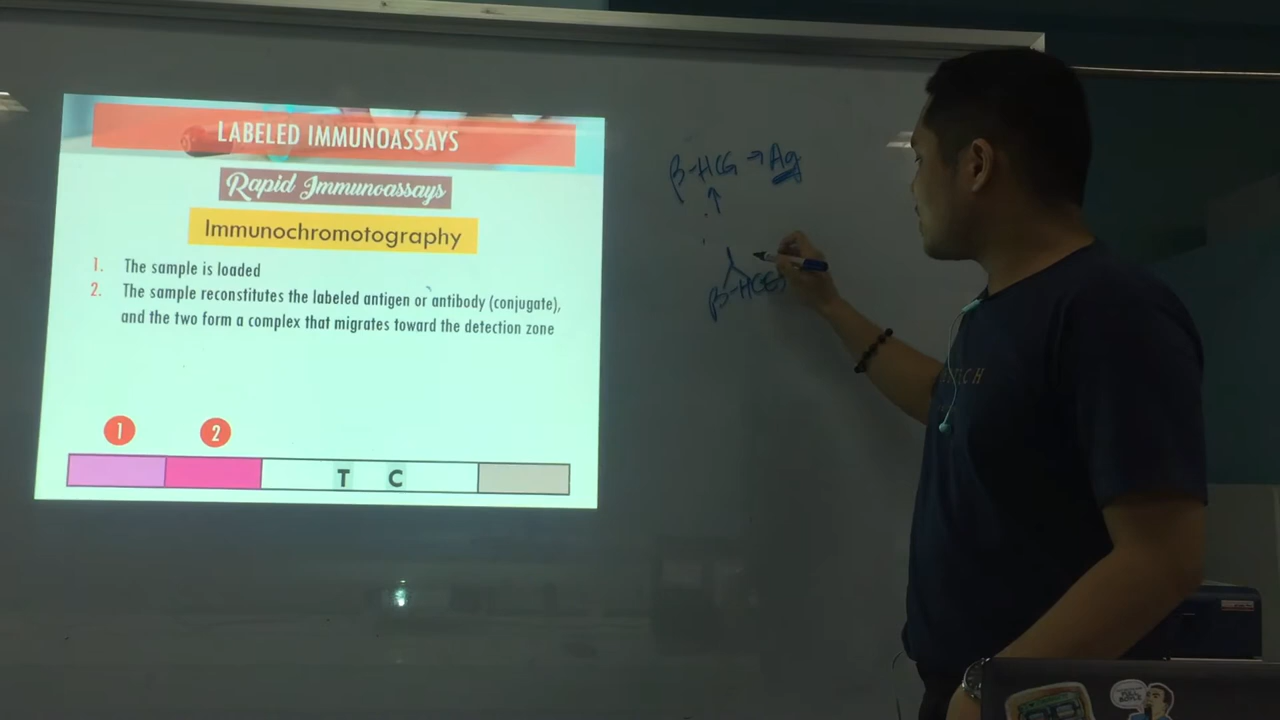 LABELED IMMUNOASSAYS
Rapid Immunoassays
Immunochromotography
1. The sample is loaded
2. The sample reconstitutes the labeled antigen or antibody (conjugate),
and the two form a complex that migrates toward the detection zone
1 2
T C
β-HCG → Ag
β-HCG